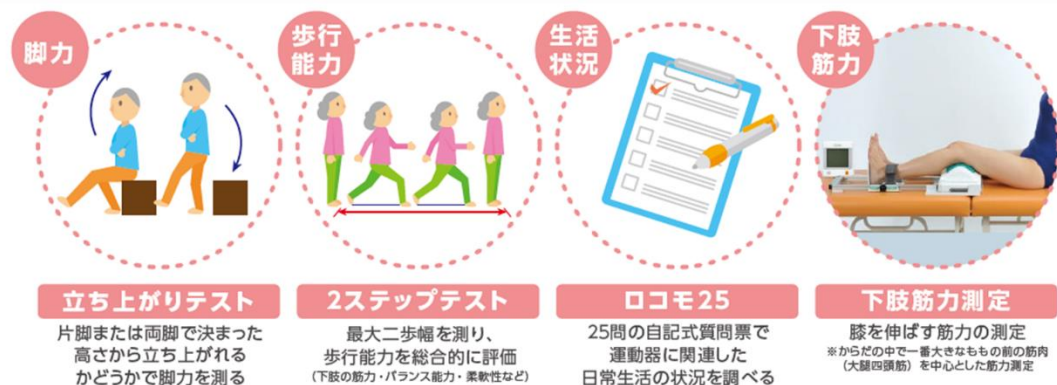 脚力
立ち上がりテスト
片脚または両脚で決まった
高さから立ち上がれる
かどうかで脚力を測る
歩行
能力
2ステップテスト
最大二歩幅を測り、
歩行能力を総合的に評価
(下肢の筋力・バランス能力・柔軟性など)
生活
状況
ロコモ25
25問の自記式質問票で
運動器に関連した
日常生活の状況を調べる
下肢
筋力
下肢筋力測定
膝を伸ばす筋力の測定
※からだの中で一番大きなももの前の筋肉
(大腿四頭筋)を中心とした筋力測定